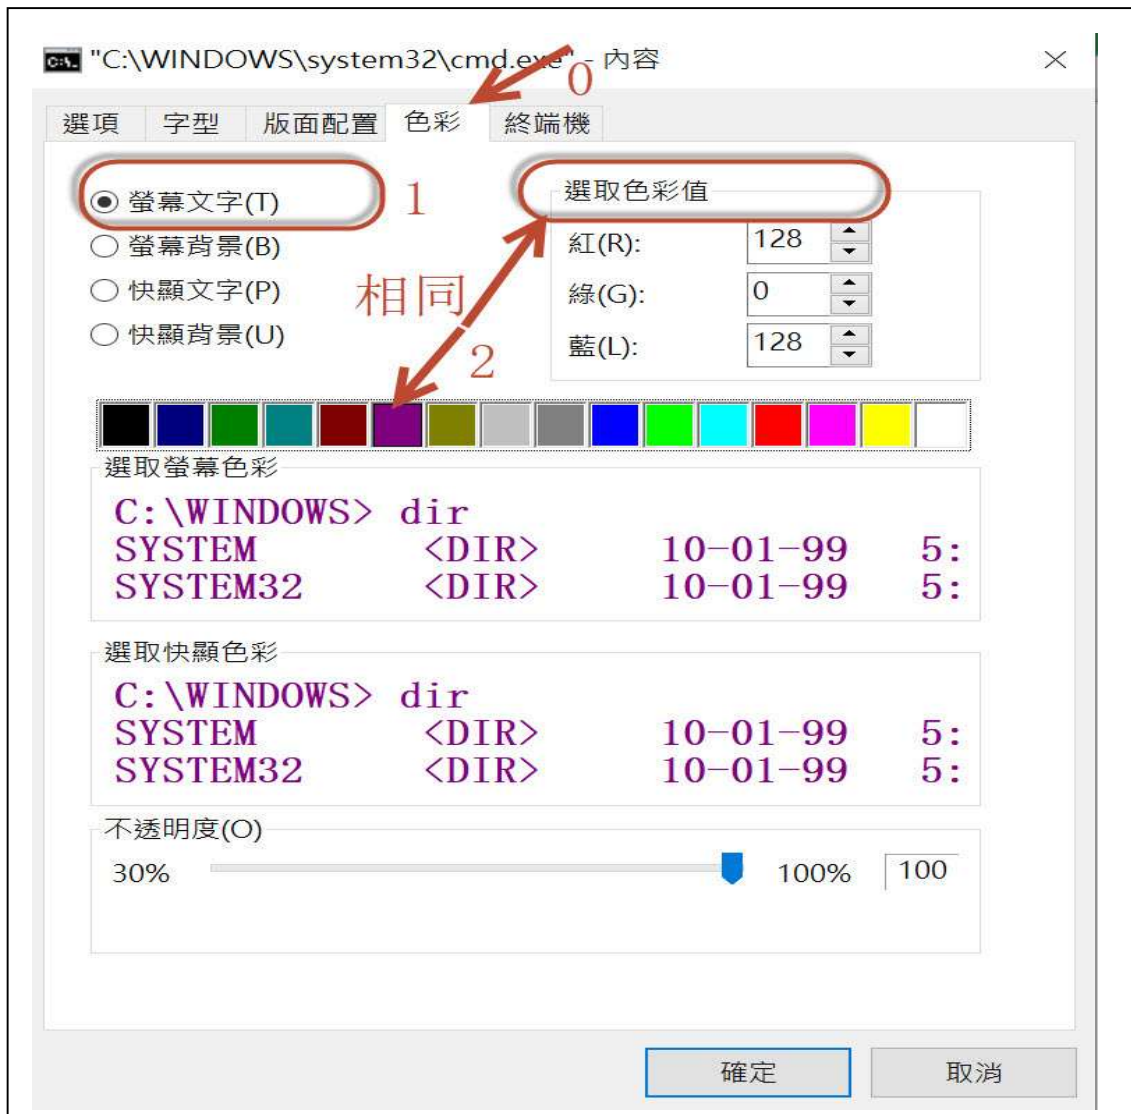 "C:\WINDOWS\system32\cmd.exe" - 內容
0
選項 字型 版面配置 色彩 終端機
螢幕文字(T)
1
選取色彩值
螢幕背景(B)
紅(R): 128
快顯文字(P)
相同
綠(G): 0
快顯背景(U)
2
藍(L): 128
選取螢幕色彩
C:\WINDOWS> dir
SYSTEM <DIR> 10-01-99 5:
SYSTEM32 <DIR> 10-01-99 5:
選取快顯色彩
C:\WINDOWS> dir
SYSTEM <DIR> 10-01-99 5:
SYSTEM32 <DIR> 10-01-99 5:
不透明度(O)
30% 100% 100
確定 取消